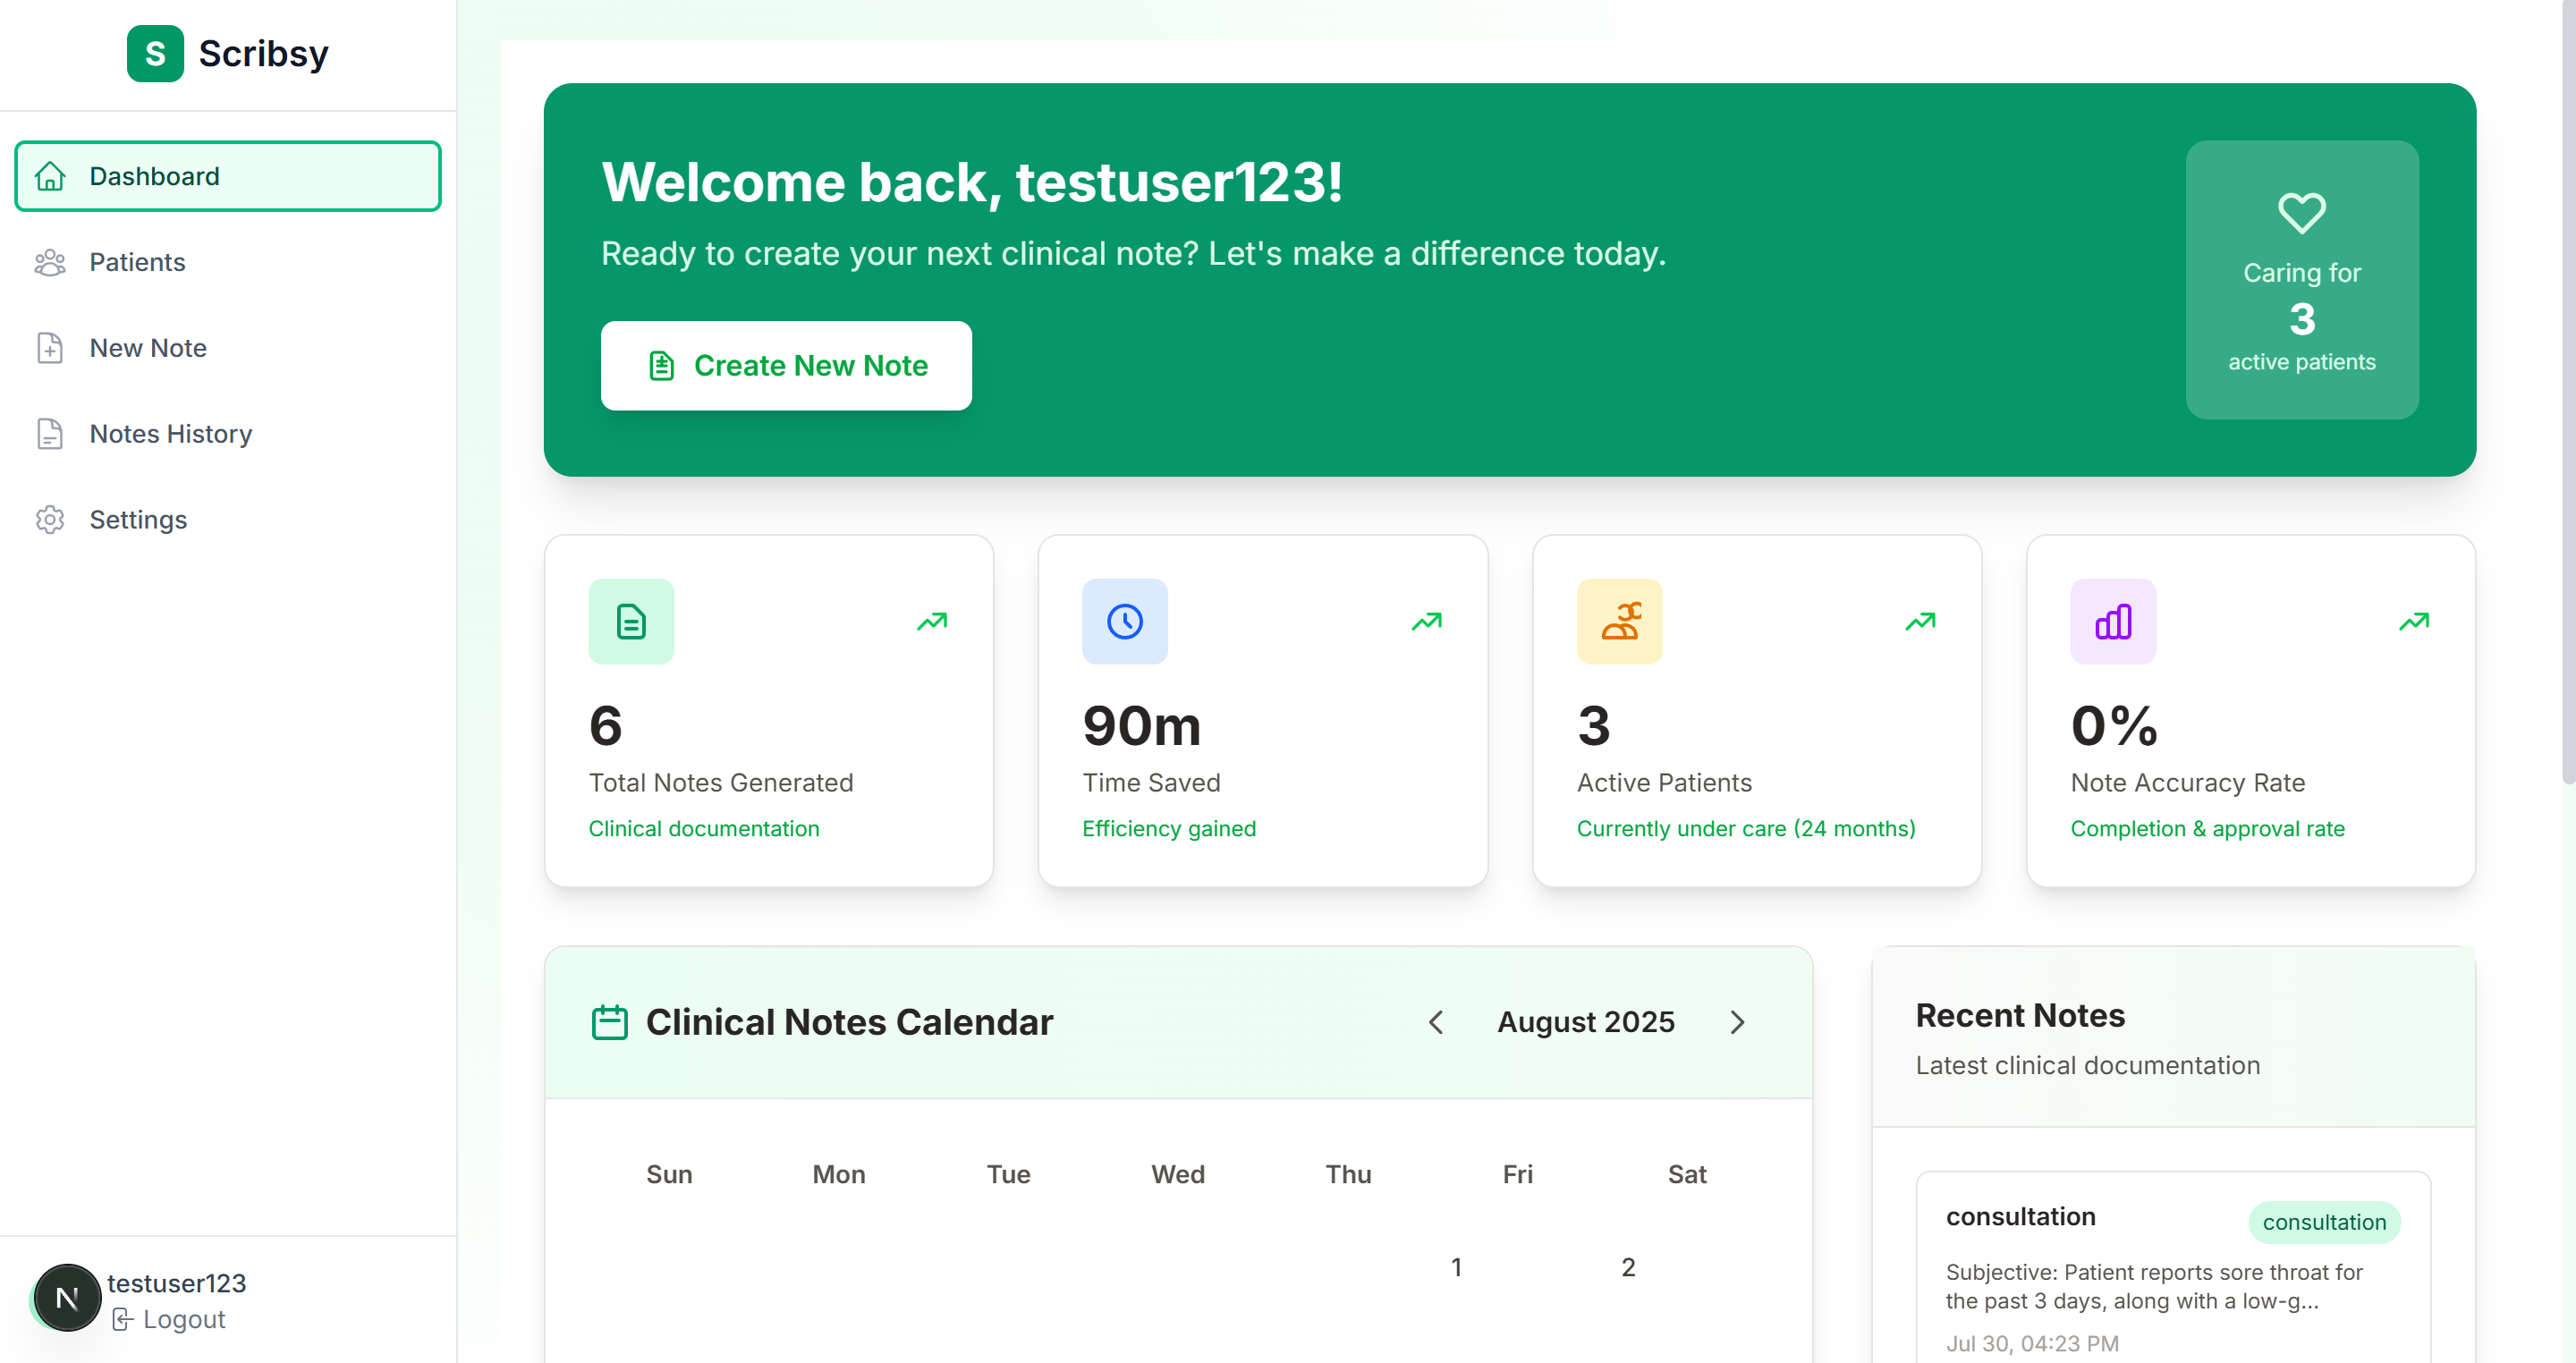 S Scribsy
Dashboard
Patients
New Note
Notes History
Settings
N testuser123
Logout
Welcome back, testuser123!
Ready to create your next clinical note? Let's make a difference today.
Create New Note
Caring for
3
active patients
6
Total Notes Generated
Clinical documentation
90m
Time Saved
Efficiency gained
3
Active Patients
Currently under care (24 months)
0%
Note Accuracy Rate
Completion & approval rate
Clinical Notes Calendar
August 2025
Sun Mon Tue Wed Thu Fri Sat
1 2
Recent Notes
Latest clinical documentation
consultation consultation
Subjective: Patient reports sore throat for
the past 3 days, along with a low-g...
Jul 30, 04:23 PM